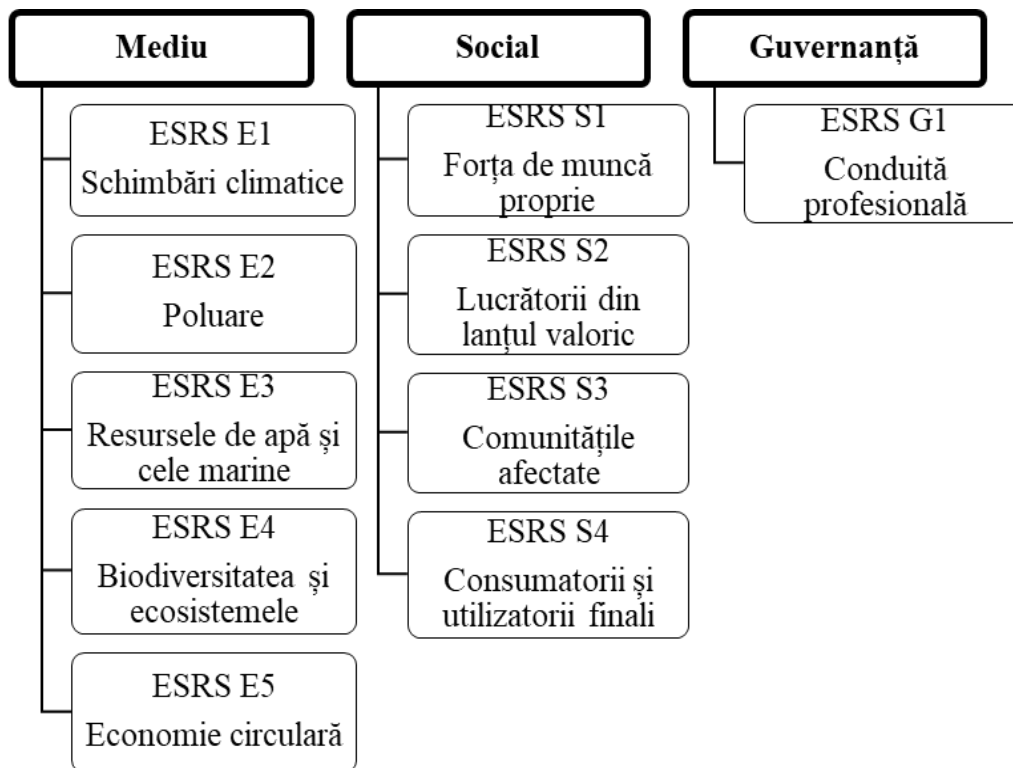 Mediu
ESRS E1
Schimbări climatice
ESRS E2
Poluare
ESRS E3
Resursele de apă și
cele marine
ESRS E4
Biodiversitatea și
ecosistemele
ESRS E5
Economie circulară
Social
ESRS S1
Forța de muncă
proprie
ESRS S2
Lucrătorii din
lanțul valoric
ESRS S3
Comunitățile
afectate
ESRS S4
Consumatorii și
utilizatorii finali
Guvernanță
ESRS G1
Conduită
profesională